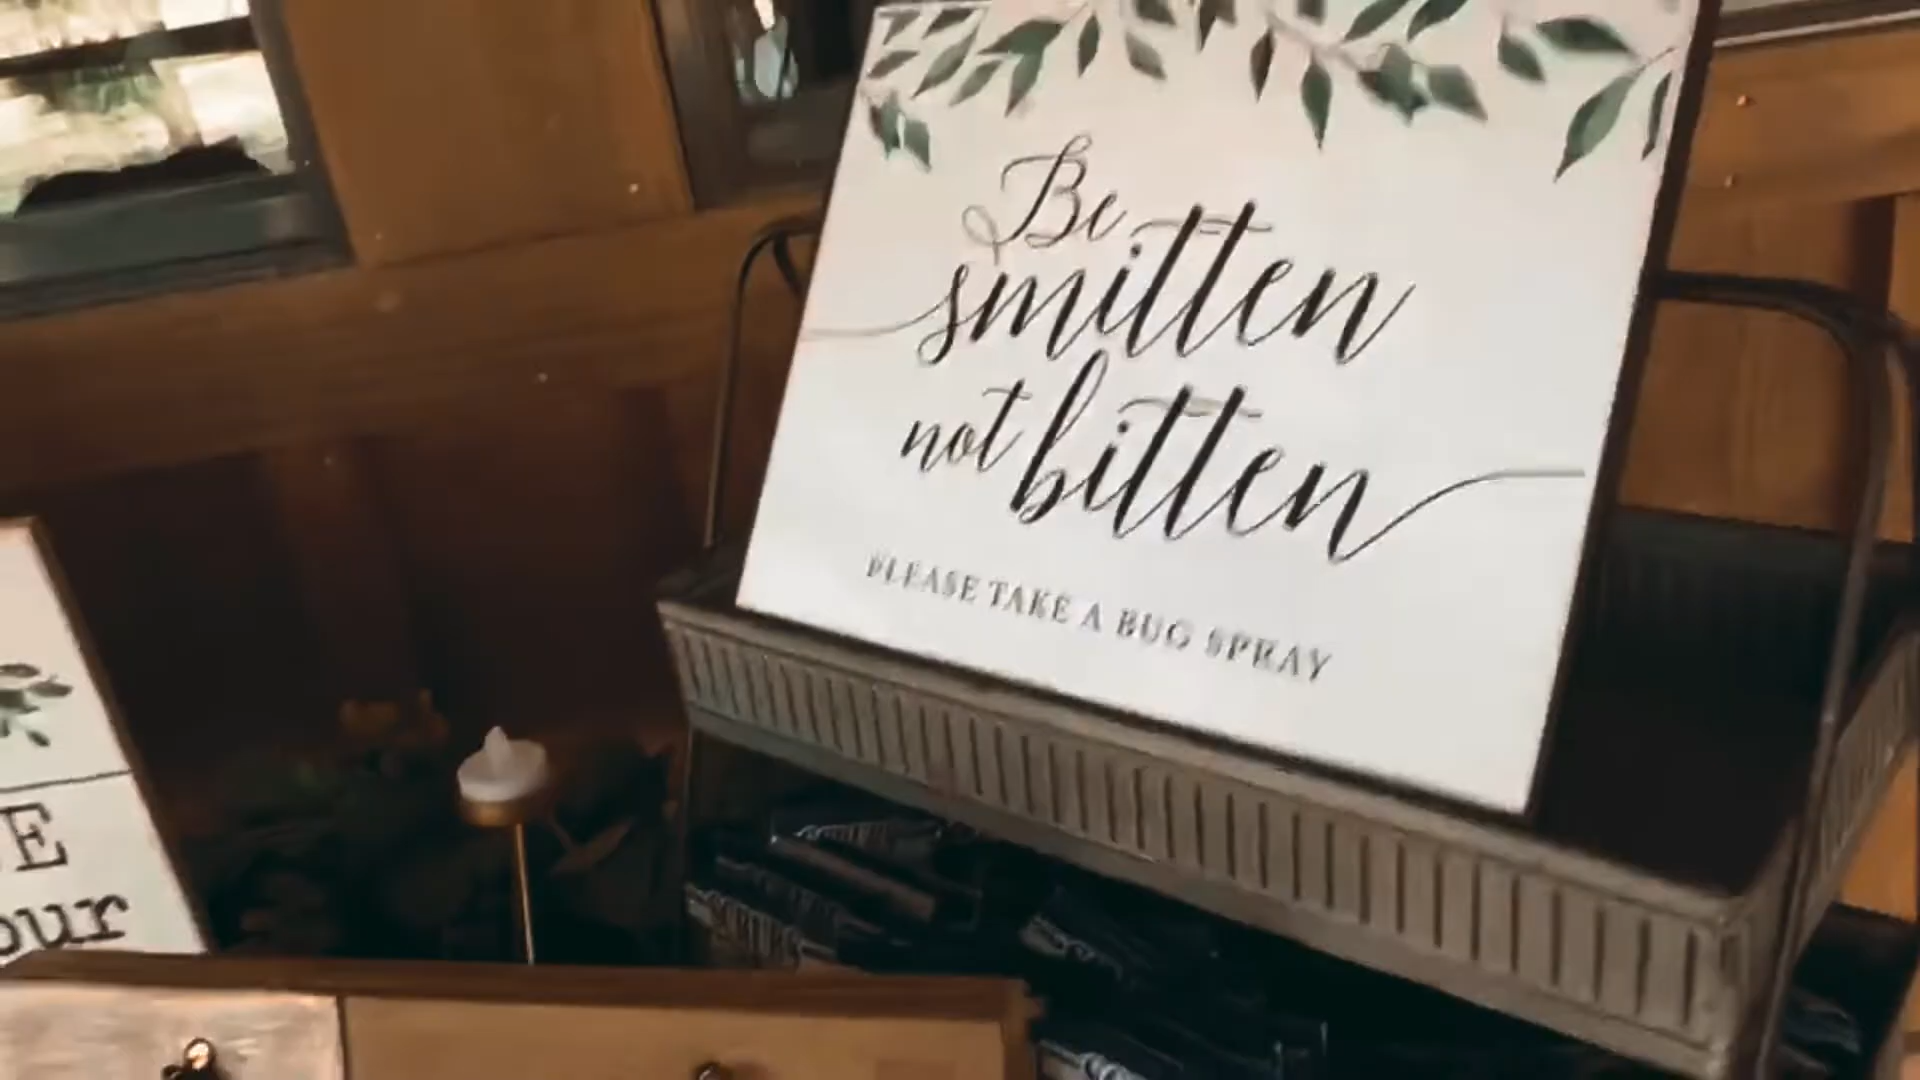 Be
smitten
not bitten
PLEASE TAKE A BUG SPRAY
E
our